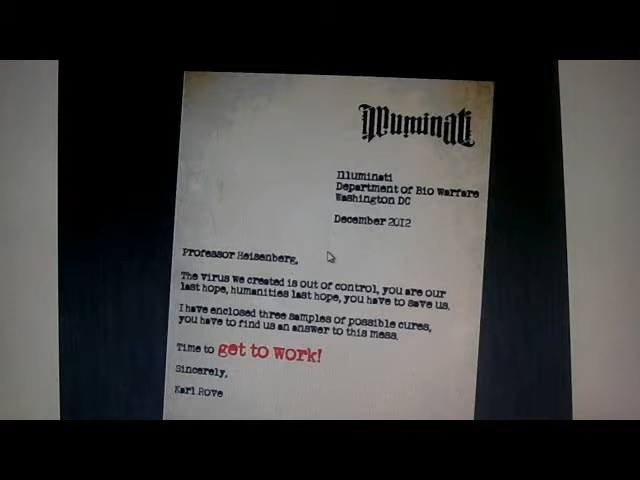 illuminati
Illuminati
Department of Bio Warfare
Washington DC
December 2012
Professor Heisenberg,
The virus we created is out of control, you are our
last hope, humanities last hope, you have to save us.
I have enclosed three samples of possible cures,
you have to find us an answer to this mess.
Time to get to work!
Sincerely,
Karl Rove